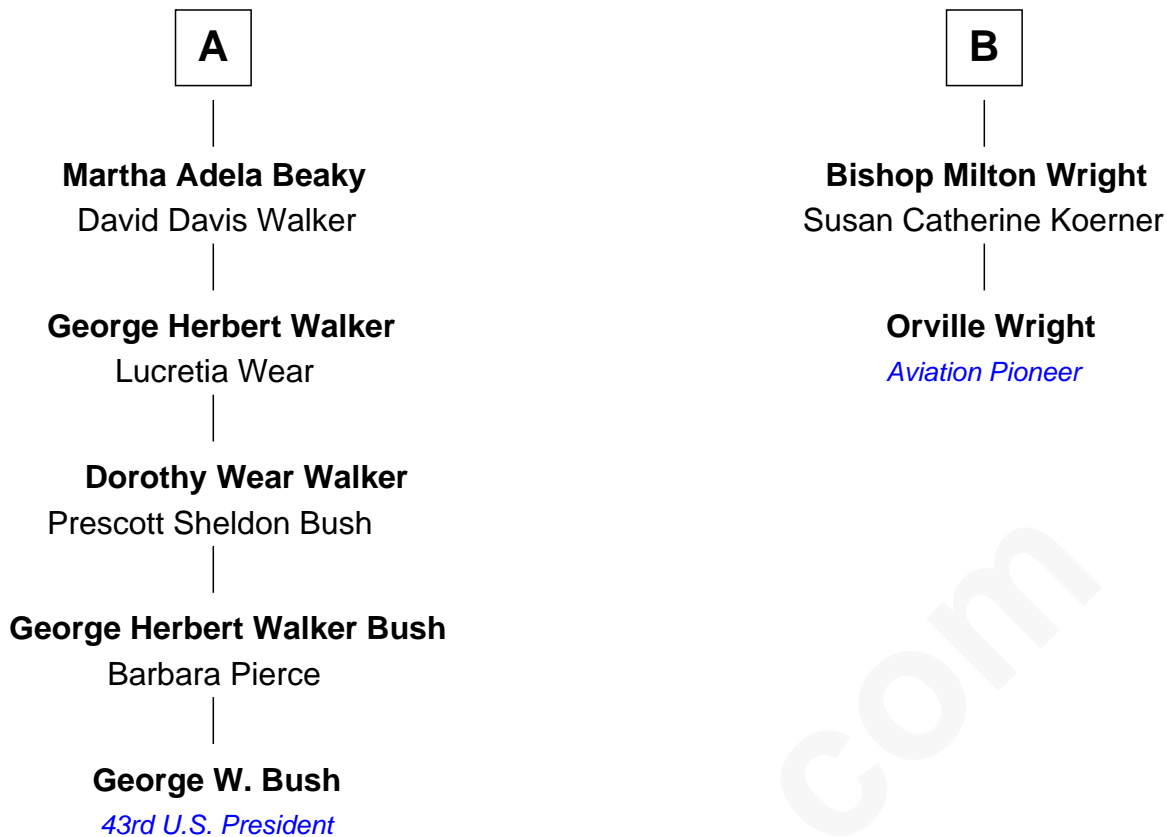 A
Martha Adela Beaky
David Davis Walker
George Herbert Walker
Lucretia Wear
Dorothy Wear Walker
Prescott Sheldon Bush
George Herbert Walker Bush
Barbara Pierce
George W. Bush
43rd U.S. President
B
Bishop Milton Wright
Susan Catherine Koerner
Orville Wright
Aviation Pioneer
com